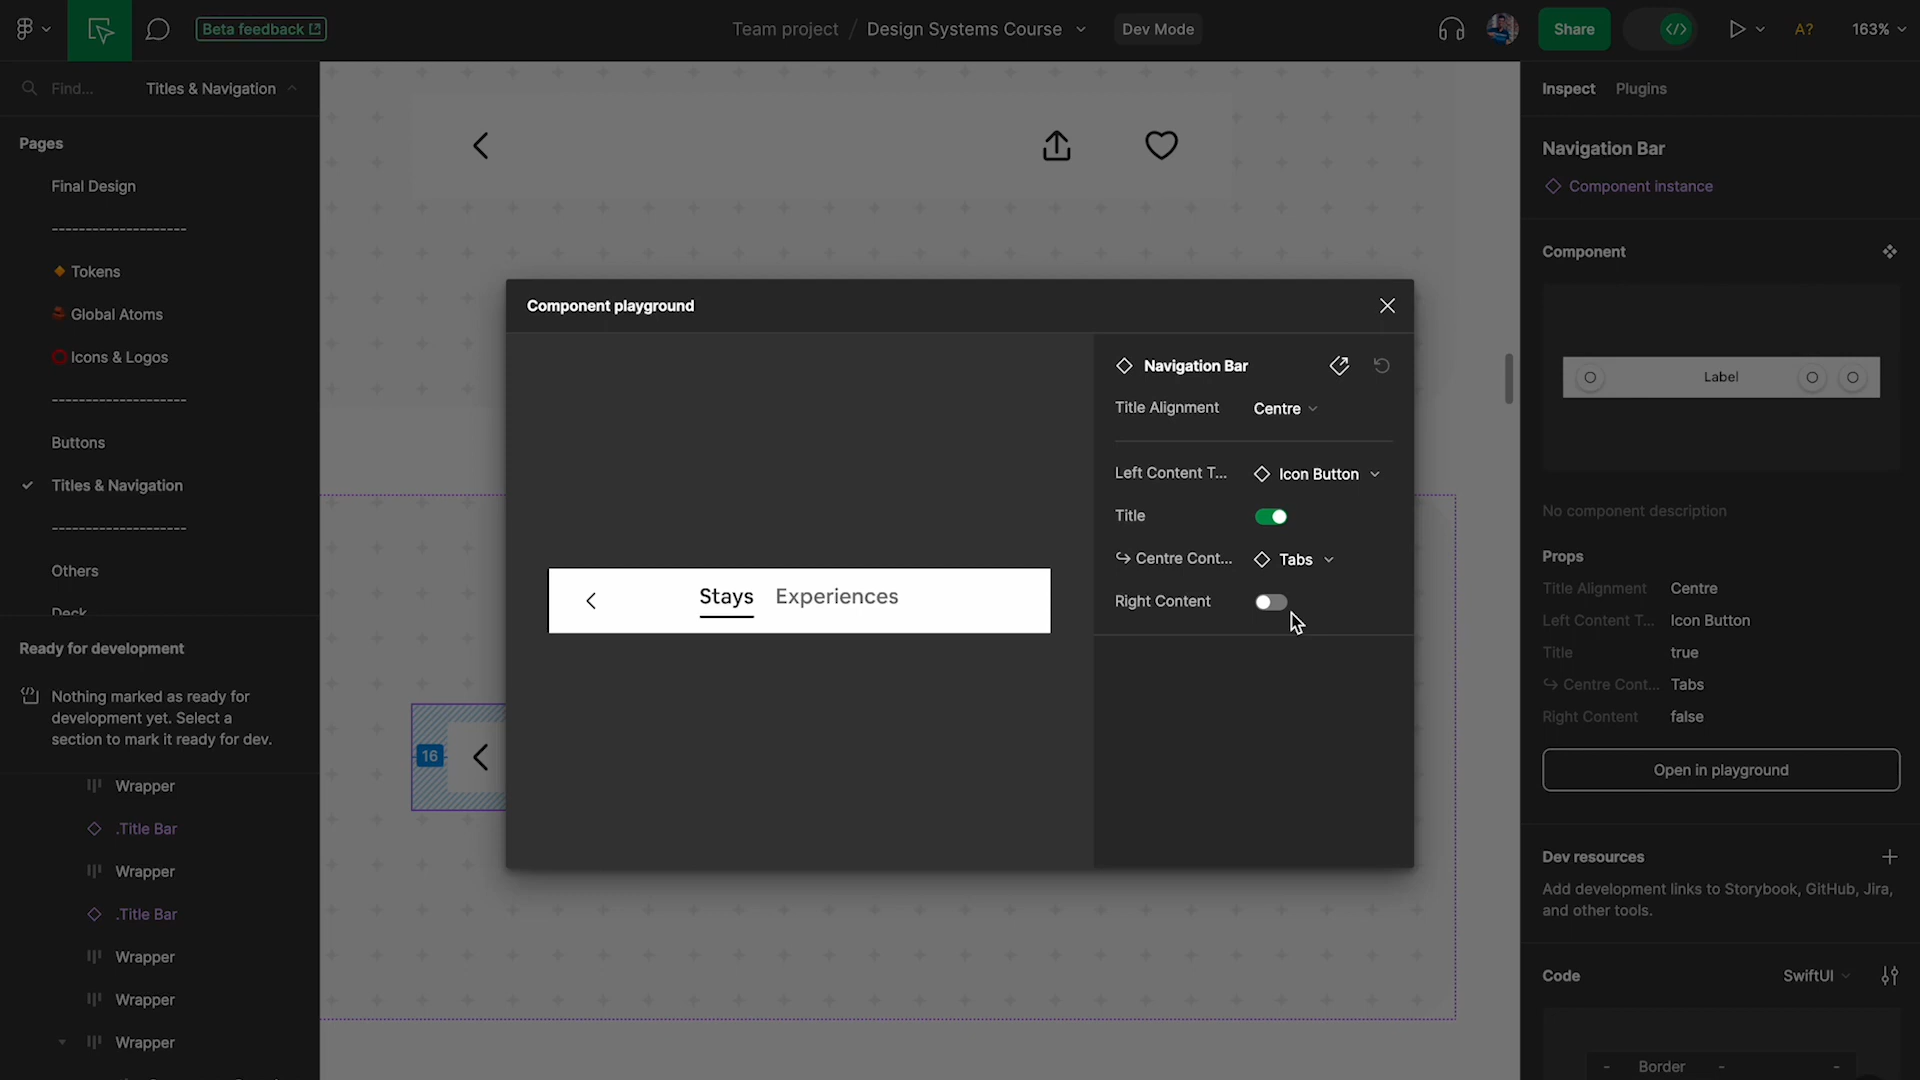 Beta feedback
Team project / Design Systems Course
Dev Mode
Share
A?
163%
Find...
Titles & Navigation
Pages
Final Design
--------------------
Tokens
Global Atoms
Icons & Logos
--------------------
Buttons
Titles & Navigation
--------------------
Others
Deck
Ready for development
Nothing marked as ready for
development yet. Select a
section to mark it ready for dev.
Wrapper
.Title Bar
Wrapper
.Title Bar
Wrapper
Wrapper
Wrapper
16
Component playground
Stays Experiences
Navigation Bar
Title Alignment Centre
Left Content T... Icon Button
Title
Centre Cont... Tabs
Right Content
Inspect Plugins
Navigation Bar
Component instance
Component
Label
No component description
Props
Title Alignment Centre
Left Content T... Icon Button
Title true
Centre Cont... Tabs
Right Content false
Open in playground
Dev resources
Add development links to Storybook, GitHub, Jira,
and other tools.
Code SwiftUI
- Border - -